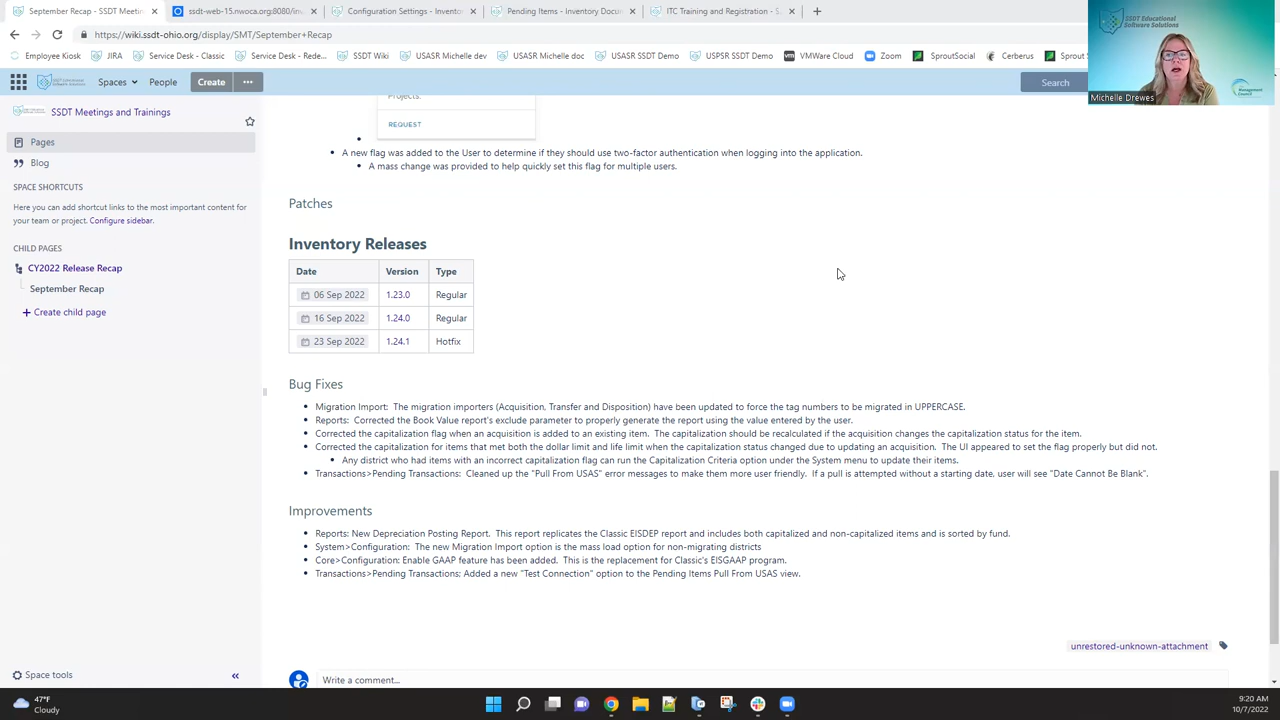 September Recap - SSDT Meetin
ssdt-web-15.nwoca.org:8080/inv
Configuration Settings - Inventor
Pending Items - Inventory Docum
ITC Training and Registration - S
https://wiki.ssdt-ohio.org/display/SMT/September+Recap
Employee Kiosk
JIRA
Service Desk - Classic
Service Desk - Rede...
SSDT Wiki
USASR Michelle dev
USASR Michelle doc
USASR SSDT Demo
USPSR SSDT Demo
VMWare Cloud
Zoom
SproutSocial
Cerberus
Sprout S
SSDT Educational
Software Solutions
Management
Council
Michelle Drewes
Spaces
People
Create
Search
SSDT Meetings and Trainings
Pages
Blog
SPACE SHORTCUTS
Here you can add shortcut links to the most important content for
your team or project. Configure sidebar.
CHILD PAGES
CY2022 Release Recap
September Recap
+ Create child page
Space tools
Projects.
REQUEST
A new flag was added to the User to determine if they should use two-factor authentication when logging into the application.
A mass change was provided to help quickly set this flag for multiple users.
Patches
Inventory Releases
Date Version Type
06 Sep 2022 1.23.0 Regular
16 Sep 2022 1.24.0 Regular
23 Sep 2022 1.24.1 Hotfix
Bug Fixes
Migration Import: The migration importers (Acquisition, Transfer and Disposition) have been updated to force the tag numbers to be migrated in UPPERCASE.
Reports: Corrected the Book Value report's exclude parameter to properly generate the report using the value entered by the user.
Corrected the capitalization flag when an acquisition is added to an existing item. The capitalization should be recalculated if the acquisition changes the capitalization status for the item.
Corrected the capitalization for items that met both the dollar limit and life limit when the capitalization status changed due to updating an acquisition. The UI appeared to set the flag properly but did not.
Any district who had items with an incorrect capitalization flag can run the Capitalization Criteria option under the System menu to update their items.
Transactions>Pending Transactions: Cleaned up the "Pull From USAS" error messages to make them more user friendly. If a pull is attempted without a starting date, user will see "Date Cannot Be Blank".
Improvements
Reports: New Depreciation Posting Report. This report replicates the Classic EISDEP report and includes both capitalized and non-capitalized items and is sorted by fund.
System>Configuration: The new Migration Import option is the mass load option for non-migrating districts
Core>Configuration: Enable GAAP feature has been added. This is the replacement for Classic's EISGAAP program.
Transactions>Pending Transactions; Added a new "Test Connection" option to the Pending Items Pull From USAS view.
unrestored-unknown-attachment
Write a comment...
47°F
Cloudy
9:20 AM
10/7/2022